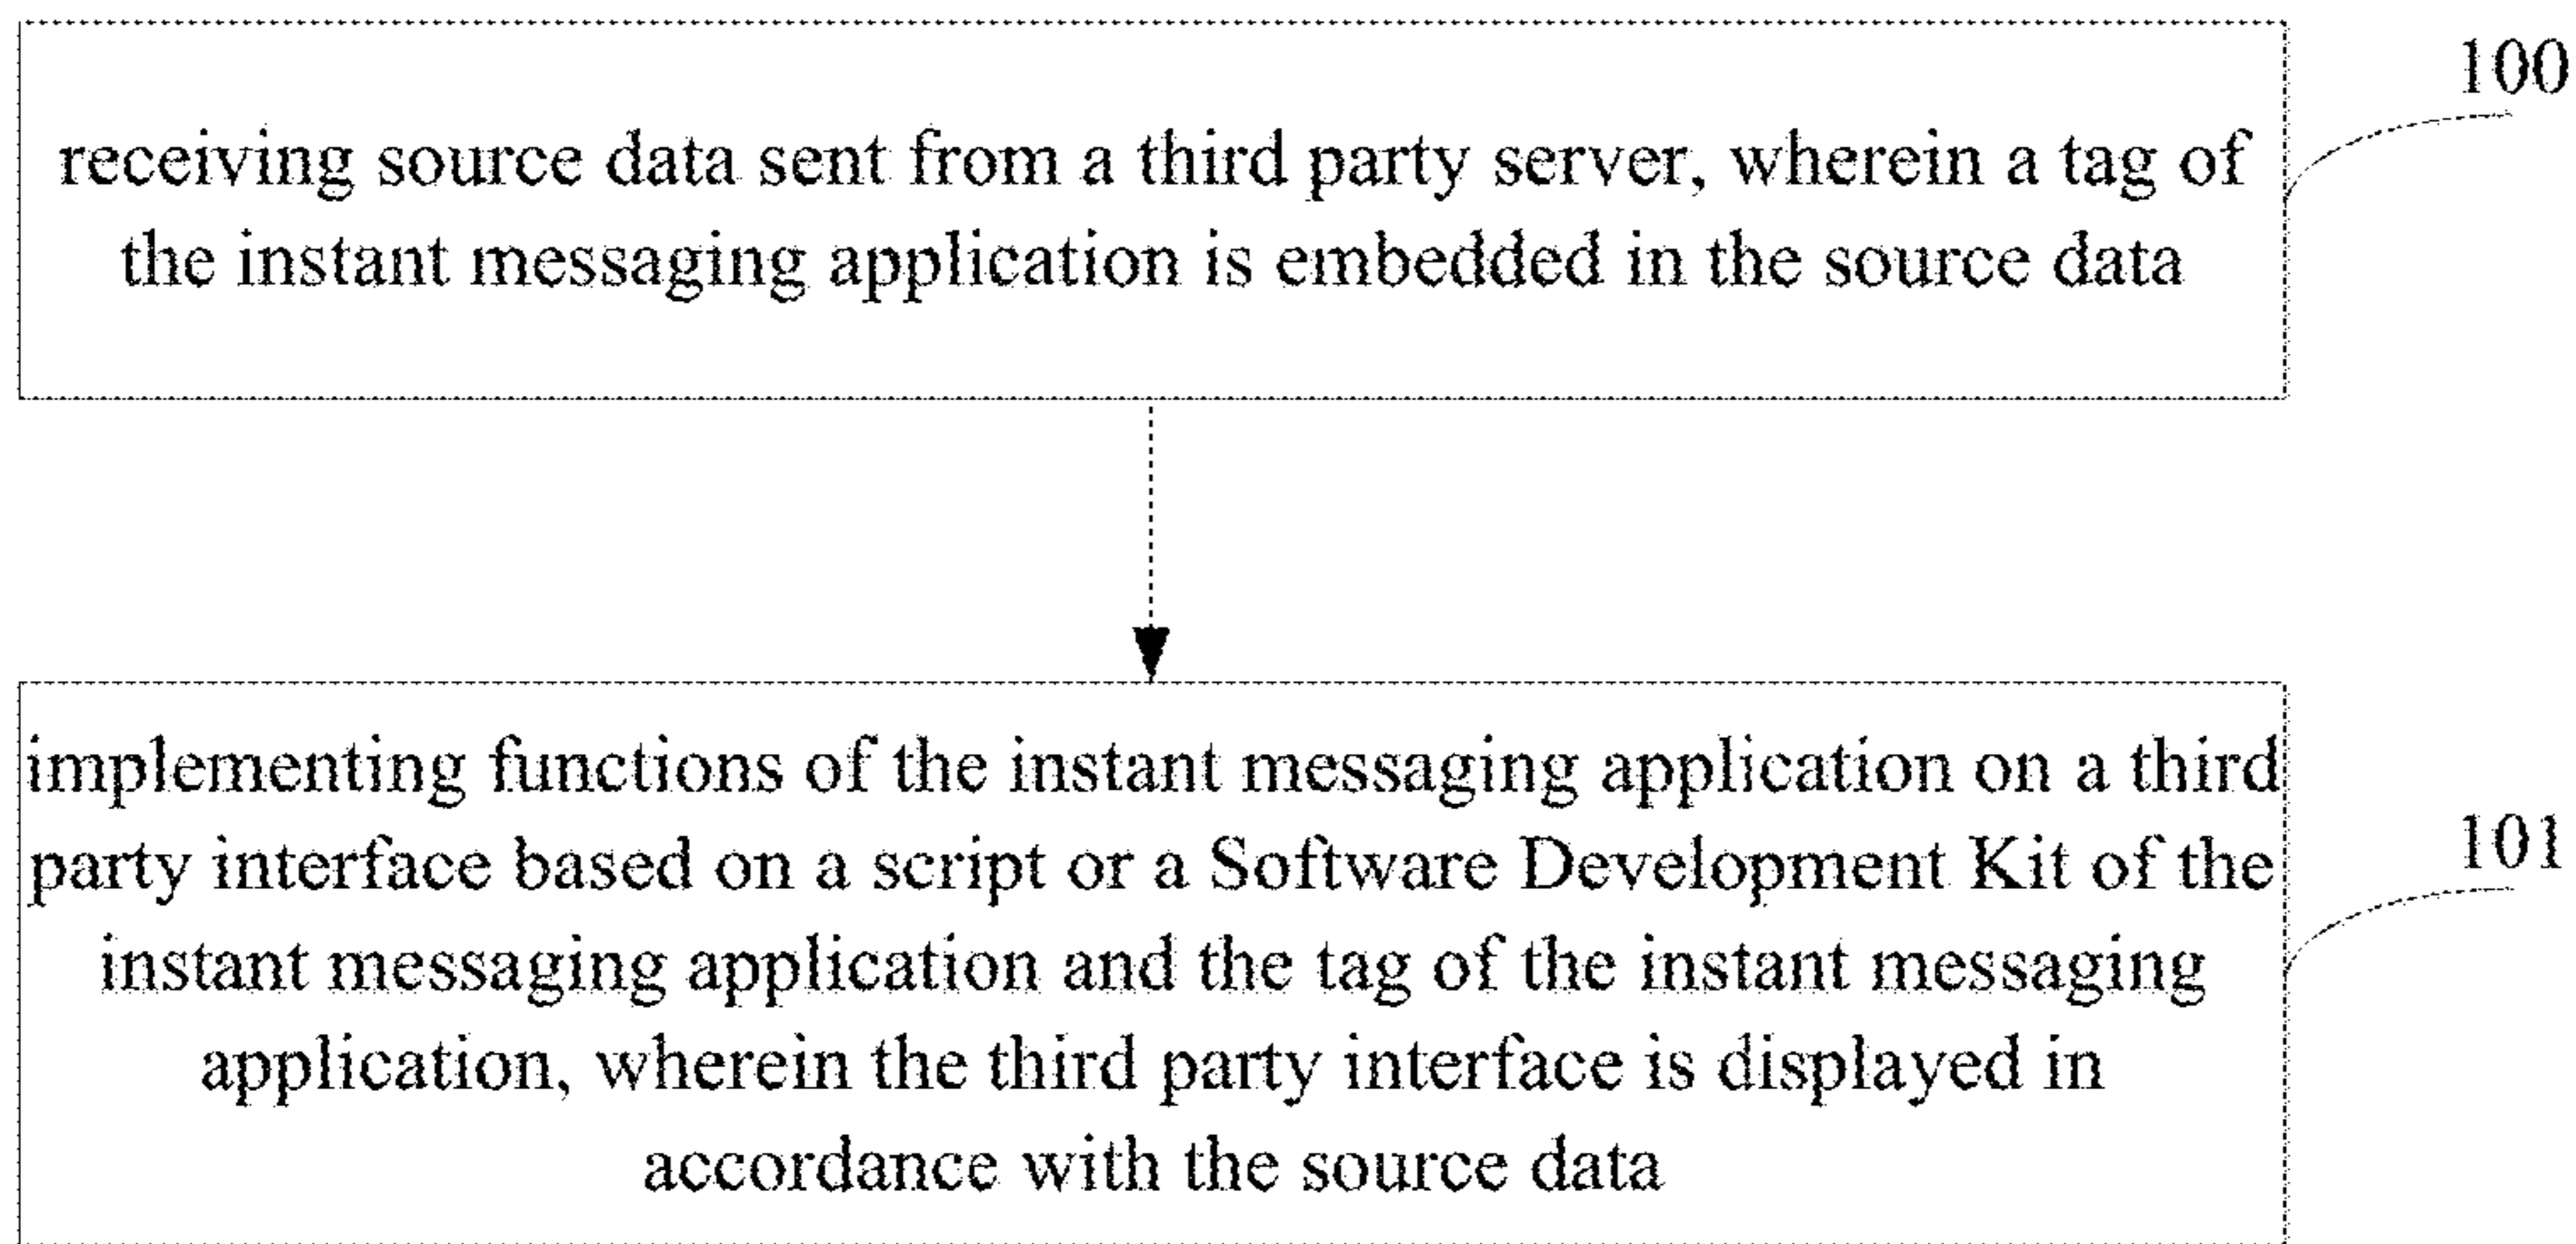 100
receiving source data sent from a third party server, wherein a tag of
the instant messaging application is embedded in the source data
implementing functions of the instant messaging application on a third
party interface based on a script or a Software Development Kit of the
101
instant messaging application and the tag of the instant messaging
application, wherein the third party interface is displayed in
accordance with the source data